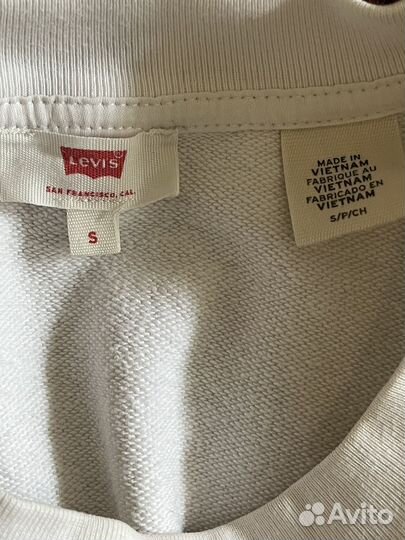 Levi's
SAN FRANCISCO, CAL.
S
MADE IN
VIETNAM
FABRIQUE AU
VIETNAM
FABRICADO EN
VIETNAM
S/P/CH
Avito